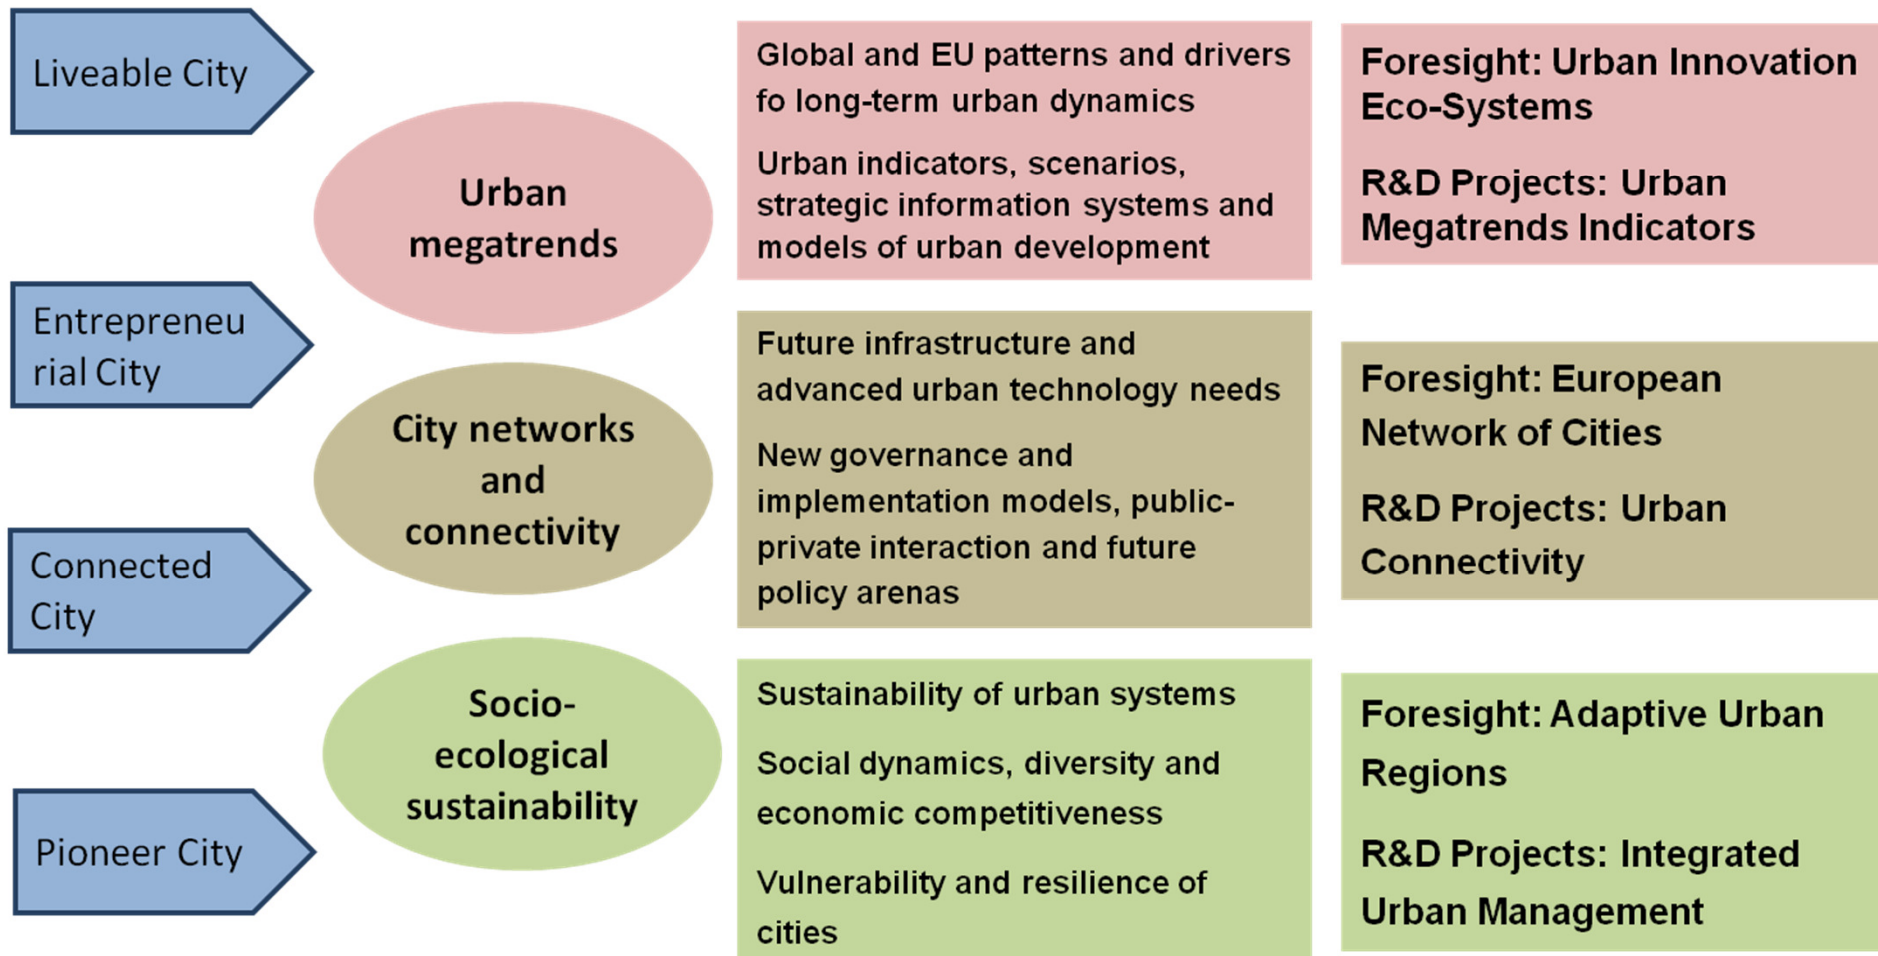 Liveable City
Entrepreneu
rial City
Connected
City
Pioneer City
Urban
megatrends
City networks
and
connectivity
Socio-
ecological
sustainability
Global and EU patterns and drivers
fo long-term urban dynamics
Urban indicators, scenarios,
strategic information systems and
models of urban development
Future infrastructure and
advanced urban technology needs
New governance and
implementation models, public-
private interaction and future
policy arenas
Sustainability of urban systems
Social dynamics, diversity and
economic competitiveness
Vulnerability and resilience of
cities
Foresight: Urban Innovation
Eco-Systems
R&D Projects: Urban
Megatrends Indicators
Foresight: European
Network of Cities
R&D Projects: Urban
Connectivity
Foresight: Adaptive Urban
Regions
R&D Projects: Integrated
Urban Management